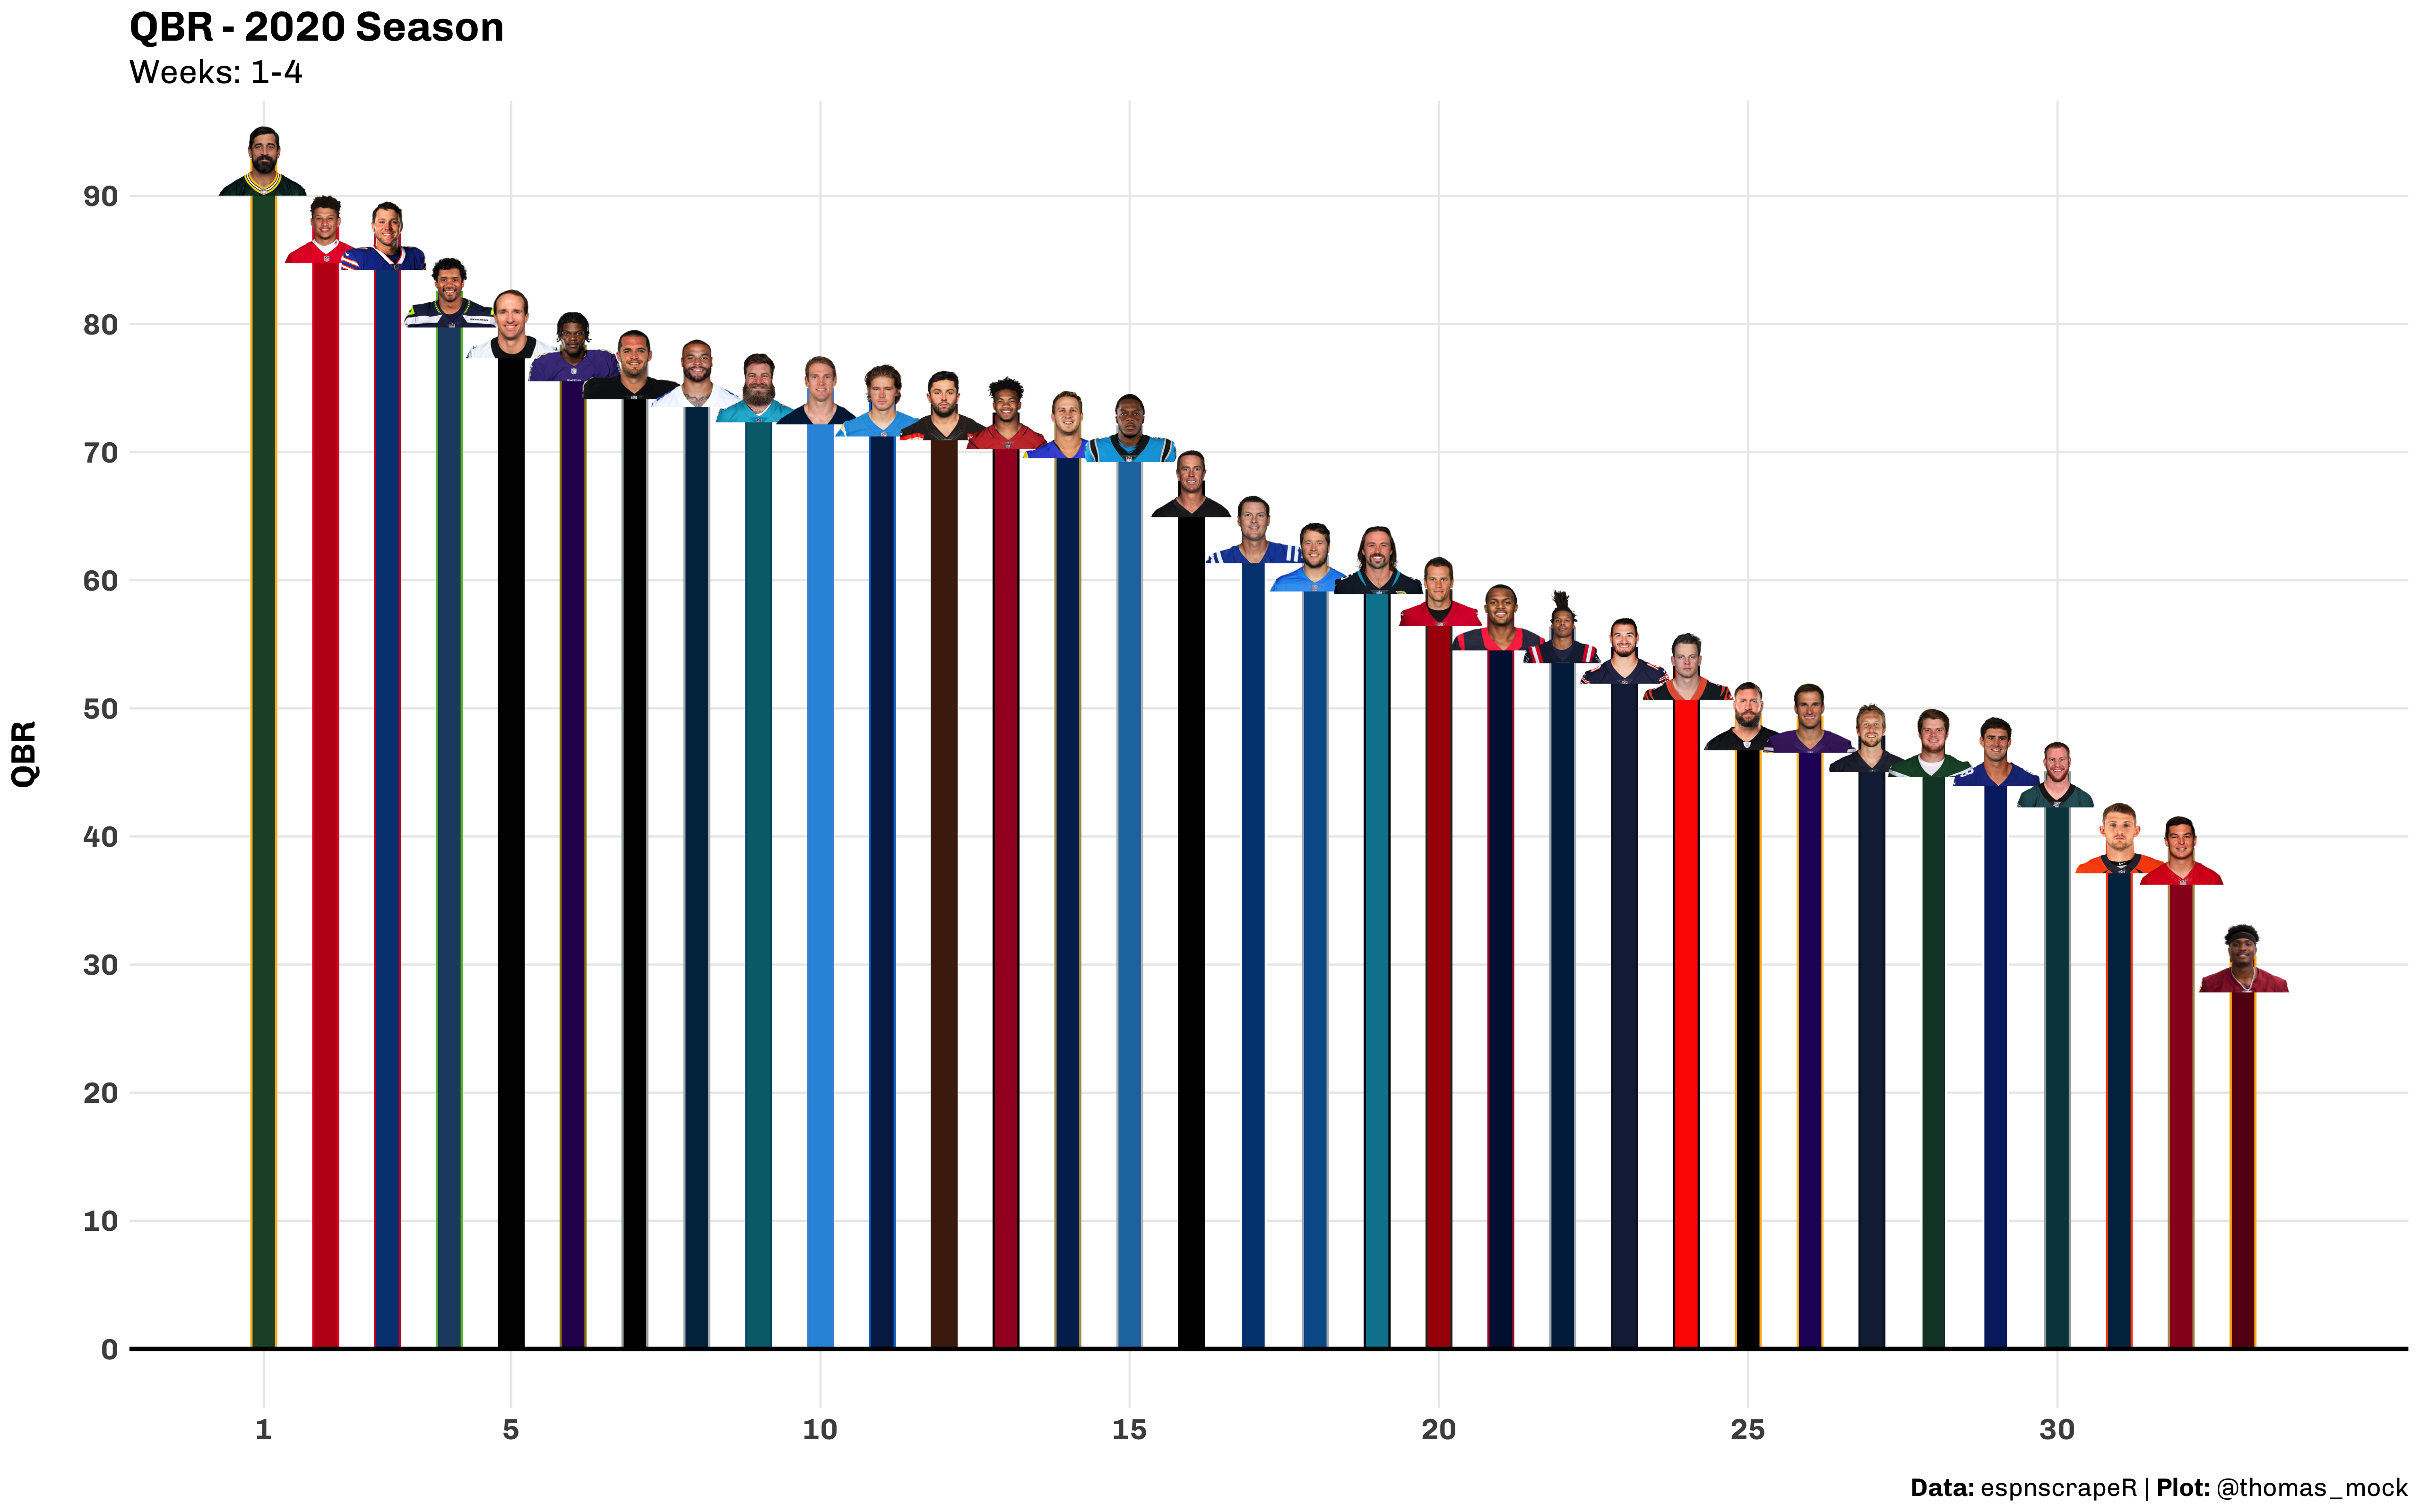 QBR - 2020 Season
Weeks: 1-4
QBR
90
80
70
60
50
40
30
20
10
0
1 5 10 15 20 25 30
Data: espnscrapeR | Plot: @thomas_mock